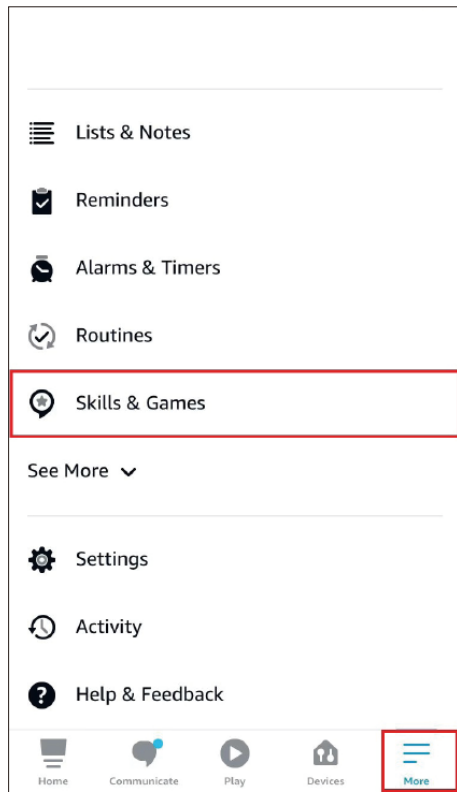 Lists & Notes
Reminders
Alarms & Timers
Routines
Skills & Games
See More
Settings
Activity
Help & Feedback
Home Communicate Play Devices More